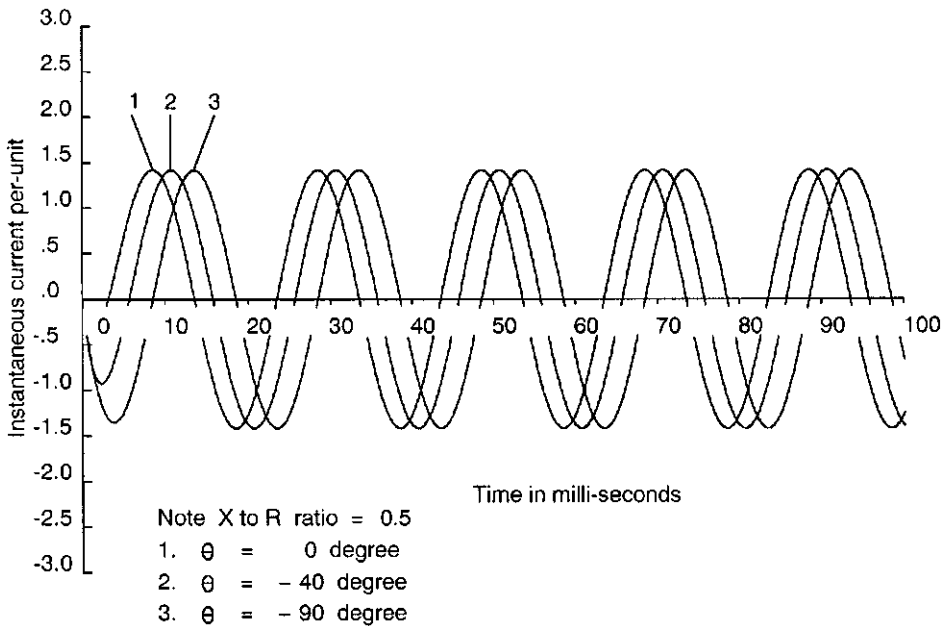 3.0
2.5
2.0
1.5
1.0
.5
.0
-.5
-1.0
-1.5
-2.0
-2.5
-3.0
Instantaneous current per-unit
1 2 3
0 10 20 30 40 50 60 70 80 90 100
Time in milli-seconds
Note X to R ratio = 0.5
1. θ = 0 degree
2. θ = - 40 degree
3. θ = - 90 degree